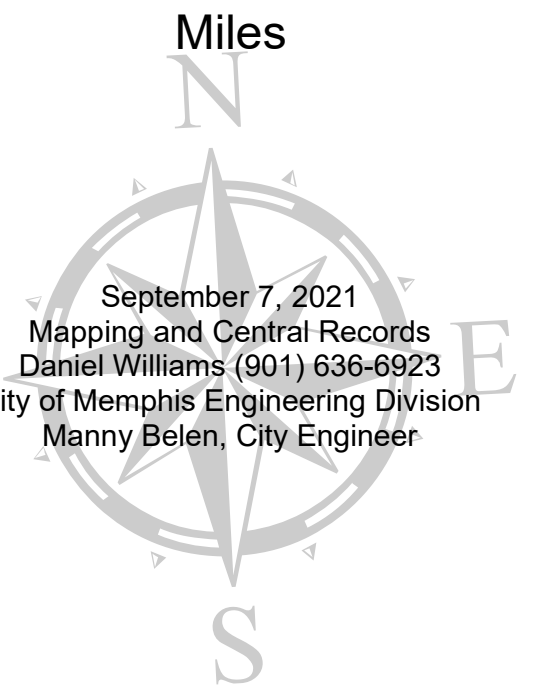 Miles
N
September 7, 2021
Mapping and Central Records
Daniel Williams (901) 636-6923
E
ity of Memphis Engineering Division
Manny Belen, City Engineer
S